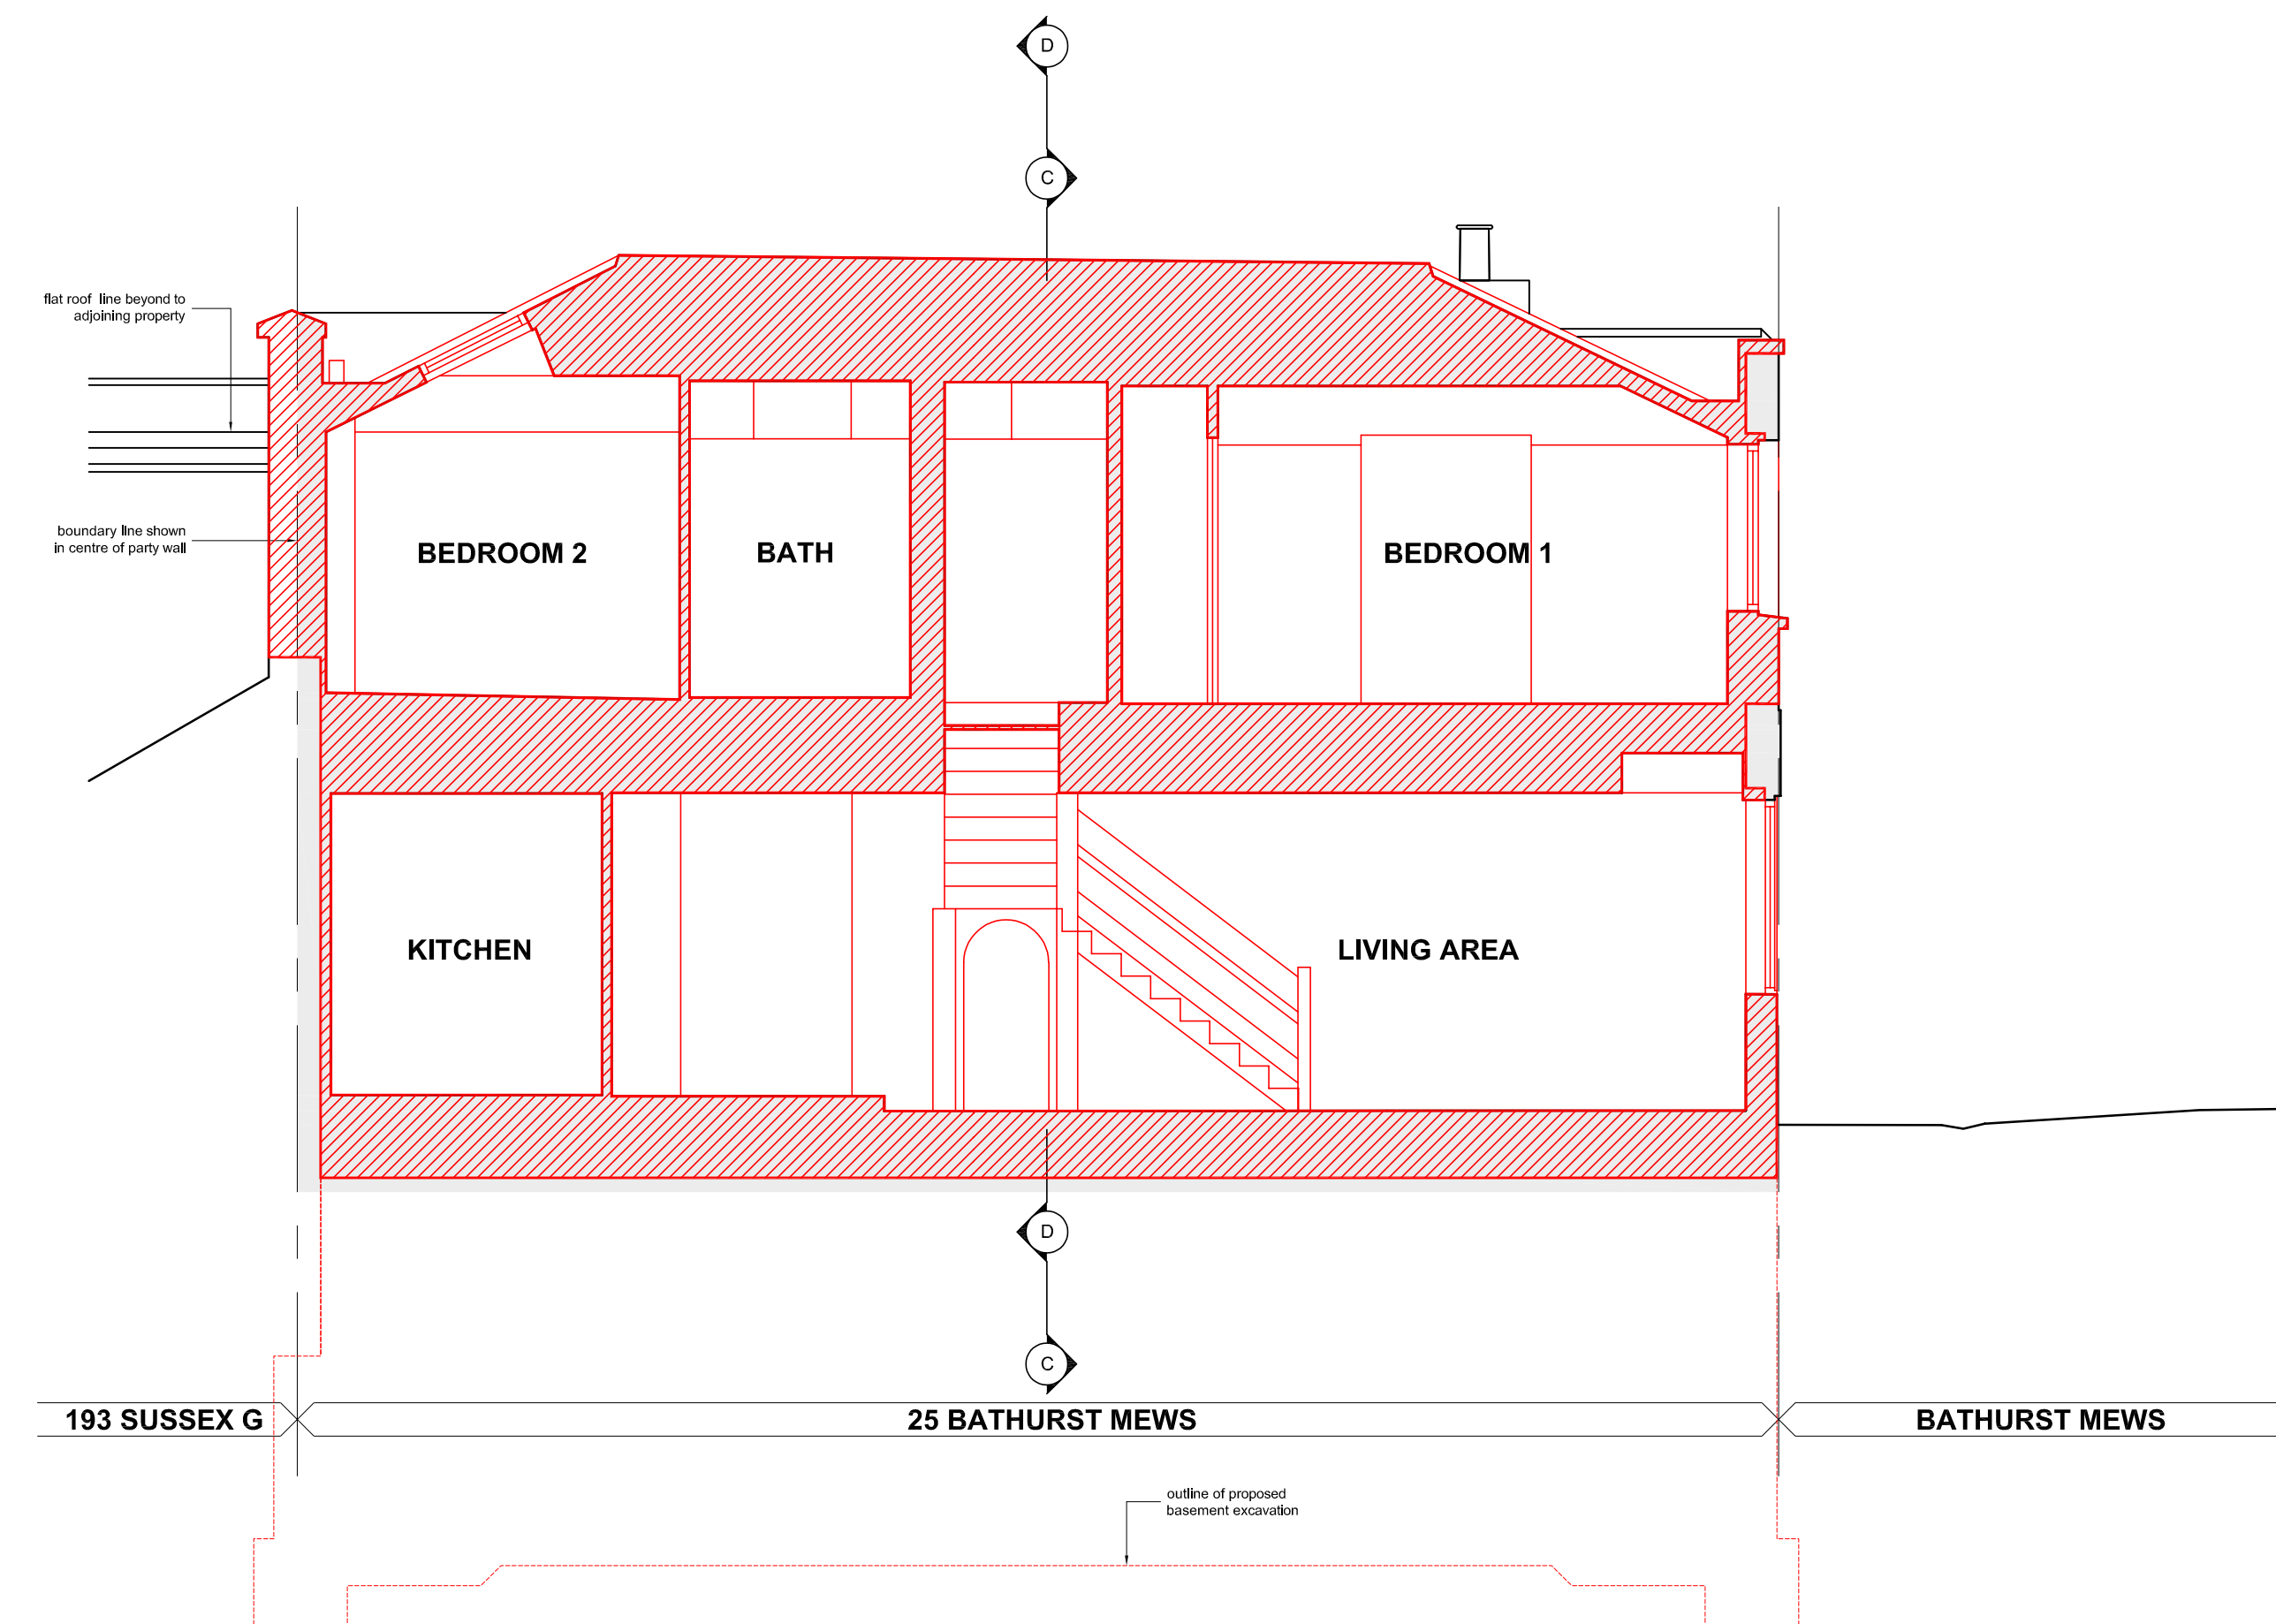 D
C
flat roof line beyond to
adjoining property
boundary line shown
in centre of party wall
BEDROOM 2
BATH
BEDROOM 1
KITCHEN
LIVING AREA
D
C
193 SUSSEX G
25 BATHURST MEWS
BATHURST MEWS
outline of proposed
basement excavation